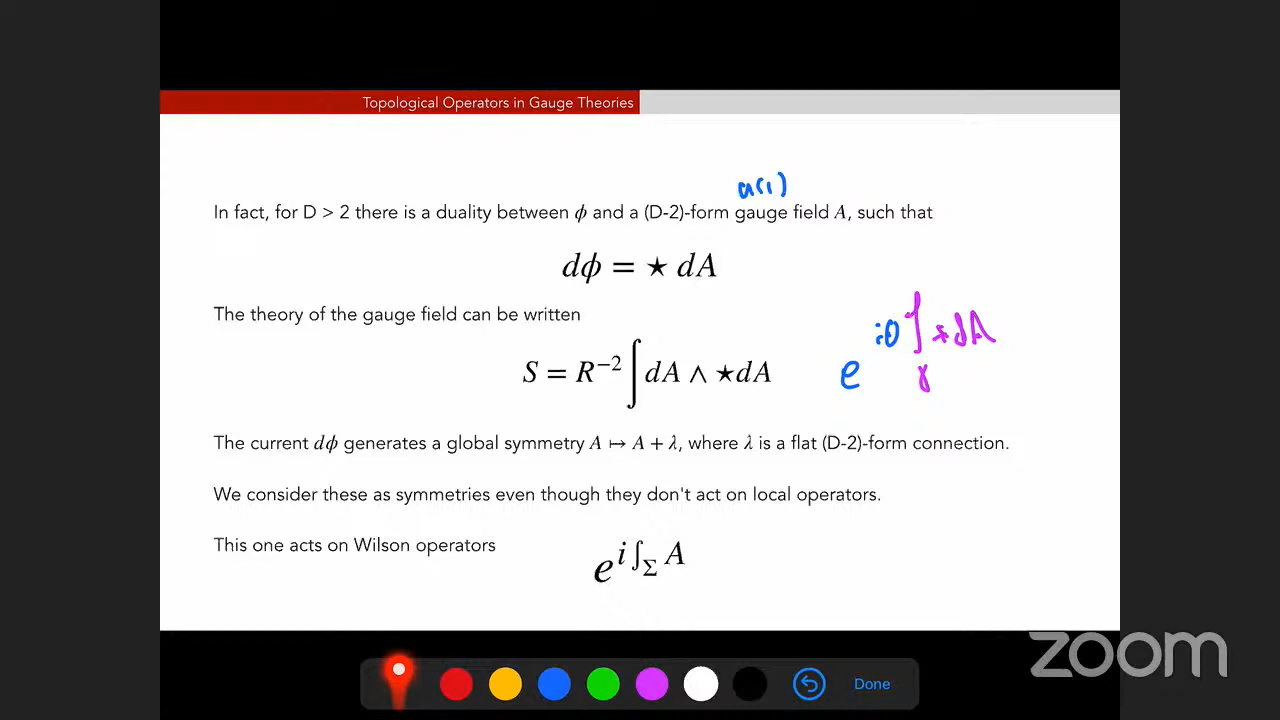 Topological Operators in Gauge Theories
u(1)
In fact, for D > 2 there is a duality between ϕ and a (D-2)-form gauge field A, such that
dϕ = ⋆ dA
The theory of the gauge field can be written
S = R⁻² ∫ dA ∧ ⋆dA
e^{iθ ∫_γ ⋆dA}
The current dϕ generates a global symmetry A ↦ A + λ, where λ is a flat (D-2)-form connection.
We consider these as symmetries even though they don't act on local operators.
This one acts on Wilson operators
e^{i∫_Σ A}
zoom
Done